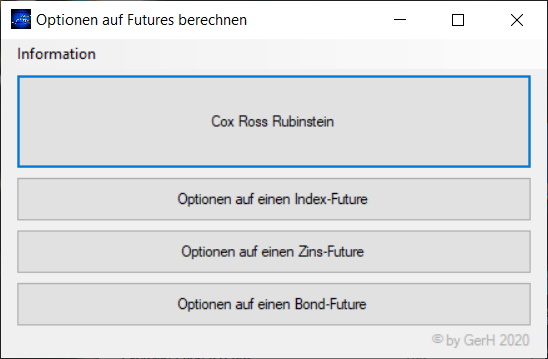 Optionen auf Futures berechnen
Information
Cox Ross Rubinstein
Optionen auf einen Index-Future
Optionen auf einen Zins-Future
Optionen auf einen Bond-Future
© by GerH 2020